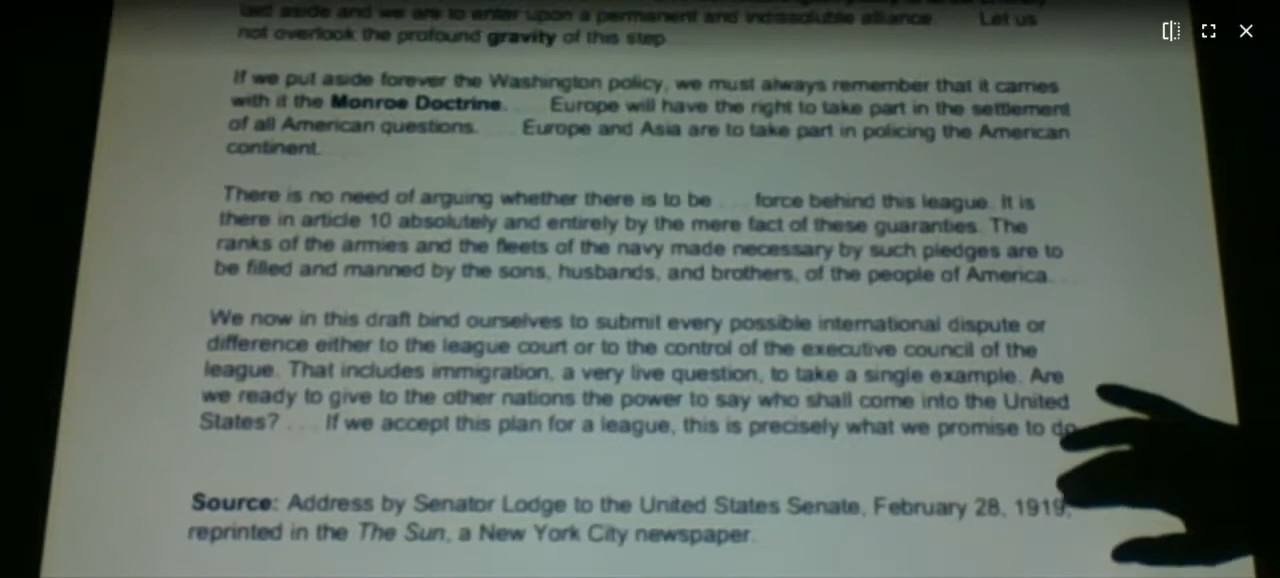 last aside and we are to enter upon a permanent and indissoluble alliance. Let us
not overlook the profound gravity of this step.
If we put aside forever the Washington policy, we must always remember that it carries
with it the Monroe Doctrine. . . . Europe will have the right to take part in the settlement
of all American questions. . . . Europe and Asia are to take part in policing the American
continent. . . .
There is no need of arguing whether there is to be . . . force behind this league. It is
there in article 10 absolutely and entirely by the mere fact of these guaranties. The
ranks of the armies and the fleets of the navy made necessary by such pledges are to
be filled and manned by the sons, husbands, and brothers, of the people of America. . . .
We now in this draft bind ourselves to submit every possible international dispute or
difference either to the league court or to the control of the executive council of the
league. That includes immigration, a very live question, to take a single example. Are
we ready to give to the other nations the power to say who shall come into the United
States? . . . If we accept this plan for a league, this is precisely what we promise to do.
Source: Address by Senator Lodge to the United States Senate, February 28, 1919,
reprinted in the The Sun, a New York City newspaper.